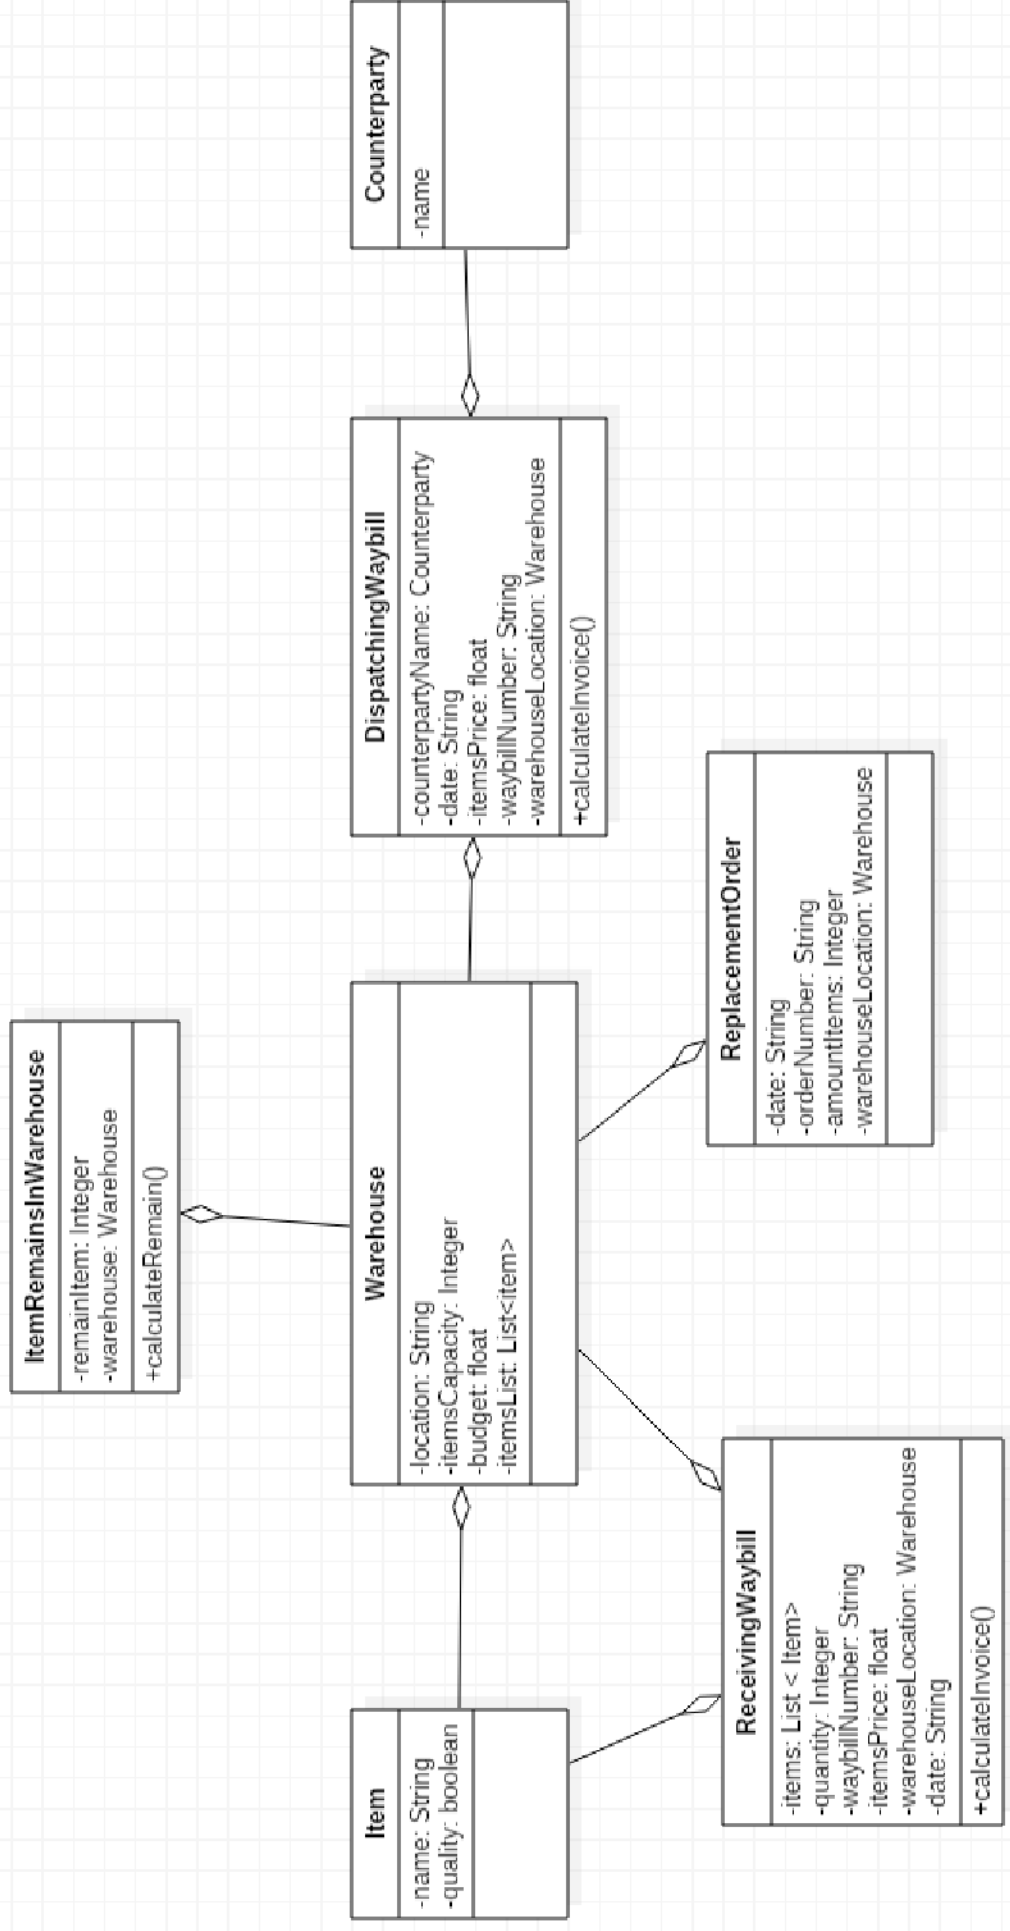 ItemRemainsInWarehouse
-remainItem: Integer
-warehouse: Warehouse
+calculateRemain()
Item
-name: String
-quality: boolean
Warehouse
-location: String
-itemsCapacity: Integer
-budget: float
-itemsList: List<item>
DispatchingWaybill
-counterpartyName: Counterparty
-date: String
-itemsPrice: float
-waybillNumber: String
-warehouseLocation: Warehouse
+calculateInvoice()
Counterparty
-name
ReceivingWaybill
-items: List < Item>
-quantity: Integer
-waybillNumber: String
-itemsPrice: float
-warehouseLocation: Warehouse
-date: String
+calculateInvoice()
ReplacementOrder
-date: String
-orderNumber: String
-amountItems: Integer
-warehouseLocation: Warehouse